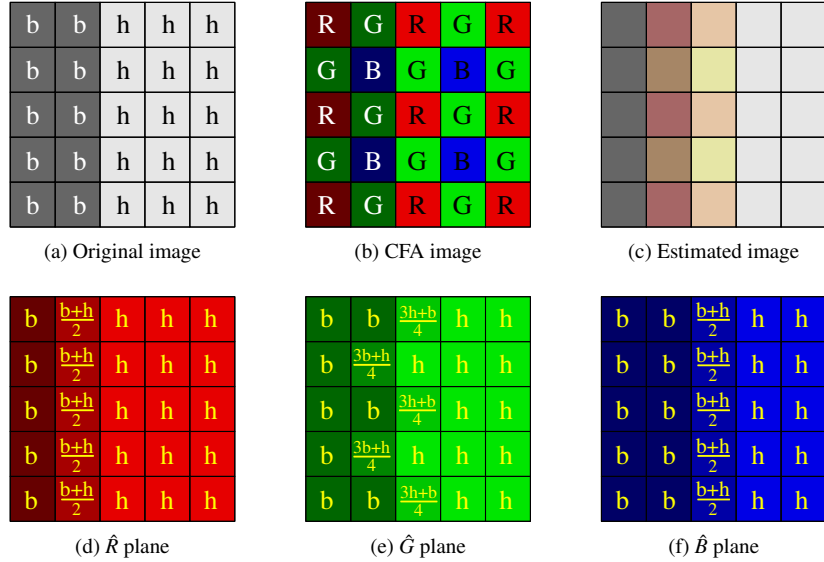 b b h h h R G R G R
b b h h h G B G B G
b b h h h R G R G R
b b h h h G B G B G
b b h h h R G R G R
(a) Original image (b) CFA image (c) Estimated image
b b+h/2 h h h b b 3h+b/4 h h b b b+h/2 h h
b b+h/2 h h h b 3b+h/4 h h h b b b+h/2 h h
b b+h/2 h h h b b 3h+b/4 h h b b b+h/2 h h
b b+h/2 h h h b 3b+h/4 h h h b b b+h/2 h h
b b+h/2 h h h b b 3h+b/4 h h b b b+h/2 h h
(d) R̂ plane (e) Ĝ plane (f) B̂ plane